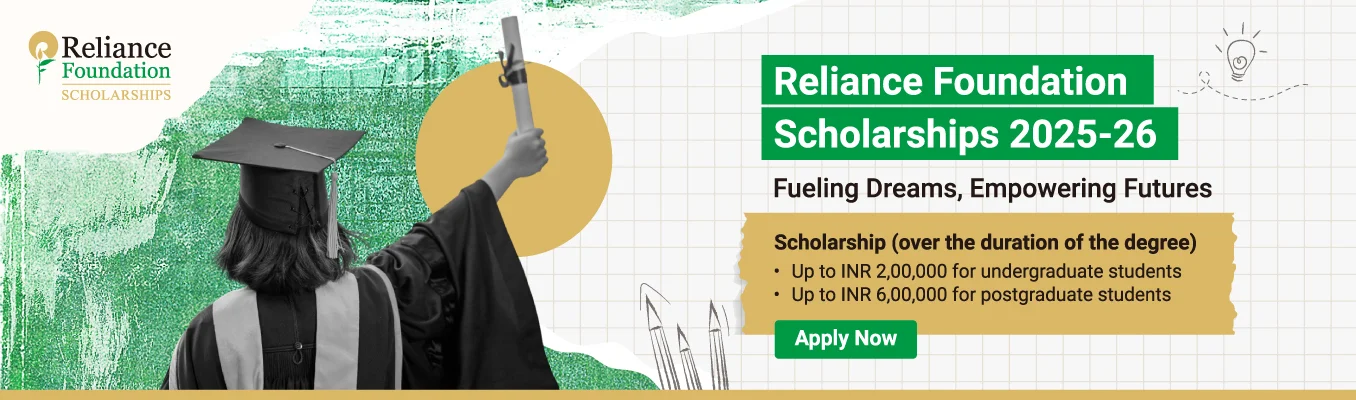 Reliance
Foundation
SCHOLARSHIPS
Reliance Foundation
Scholarships 2025-26
Fueling Dreams, Empowering Futures
Scholarship (over the duration of the degree)
• Up to INR 2,00,000 for undergraduate students
• Up to INR 6,00,000 for postgraduate students
Apply Now